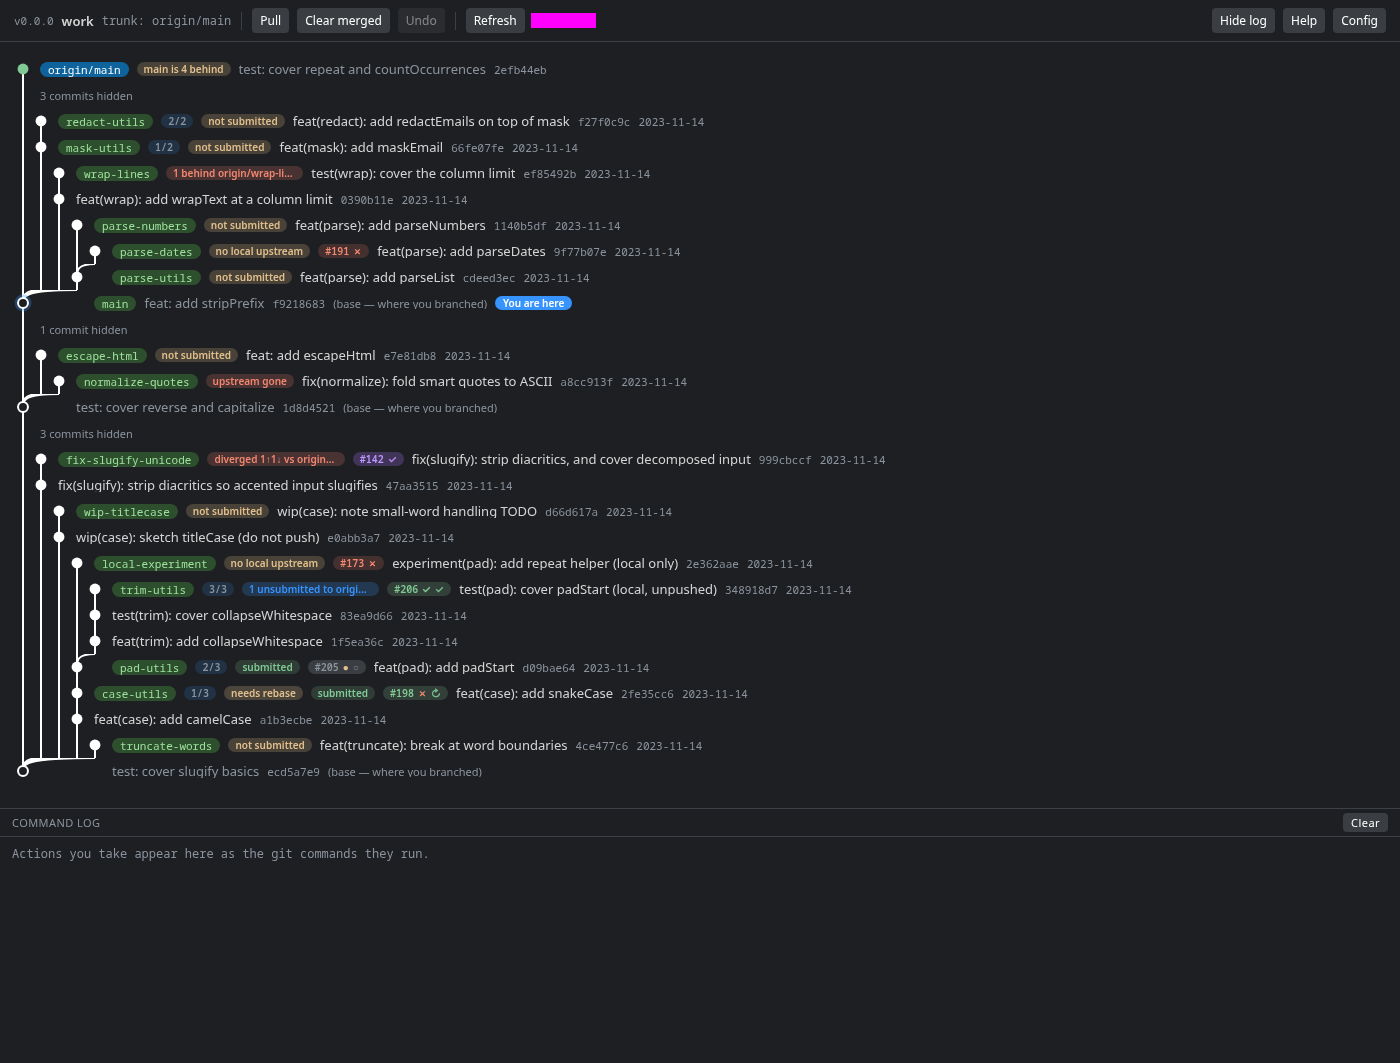 v0.0.0 work trunk: origin/main Pull Clear merged Undo Refresh Hide log Help Config
origin/main main is 4 behind test: cover repeat and countOccurrences 2efb44eb
3 commits hidden
redact-utils 2/2 not submitted feat(redact): add redactEmails on top of mask f27f0c9c 2023-11-14
mask-utils 1/2 not submitted feat(mask): add maskEmail 66fe07fe 2023-11-14
wrap-lines 1 behind origin/wrap-li… test(wrap): cover the column limit ef85492b 2023-11-14
feat(wrap): add wrapText at a column limit 0390b11e 2023-11-14
parse-numbers not submitted feat(parse): add parseNumbers 1140b5df 2023-11-14
parse-dates no local upstream #191 × feat(parse): add parseDates 9f77b07e 2023-11-14
parse-utils not submitted feat(parse): add parseList cdeed3ec 2023-11-14
main feat: add stripPrefix f9218683 (base — where you branched) You are here
1 commit hidden
escape-html not submitted feat: add escapeHtml e7e81db8 2023-11-14
normalize-quotes upstream gone fix(normalize): fold smart quotes to ASCII a8cc913f 2023-11-14
test: cover reverse and capitalize 1d8d4521 (base — where you branched)
3 commits hidden
fix-slugify-unicode diverged 1↑1↓ vs origin… #142 ✓ fix(slugify): strip diacritics, and cover decomposed input 999cbccf 2023-11-14
fix(slugify): strip diacritics so accented input slugifies 47aa3515 2023-11-14
wip-titlecase not submitted wip(case): note small-word handling TODO d66d617a 2023-11-14
wip(case): sketch titleCase (do not push) e0abb3a7 2023-11-14
local-experiment no local upstream #173 × experiment(pad): add repeat helper (local only) 2e362aae 2023-11-14
trim-utils 3/3 1 unsubmitted to origi… #206 ✓ ✓ test(pad): cover padStart (local, unpushed) 348918d7 2023-11-14
test(trim): cover collapseWhitespace 83ea9d66 2023-11-14
feat(trim): add collapseWhitespace 1f5ea36c 2023-11-14
pad-utils 2/3 submitted #205 ● ○ feat(pad): add padStart d09bae64 2023-11-14
case-utils 1/3 needs rebase submitted #198 × ↻ feat(case): add snakeCase 2fe35cc6 2023-11-14
feat(case): add camelCase a1b3ecbe 2023-11-14
truncate-words not submitted feat(truncate): break at word boundaries 4ce477c6 2023-11-14
test: cover slugify basics ecd5a7e9 (base — where you branched)
COMMAND LOG Clear
Actions you take appear here as the git commands they run.